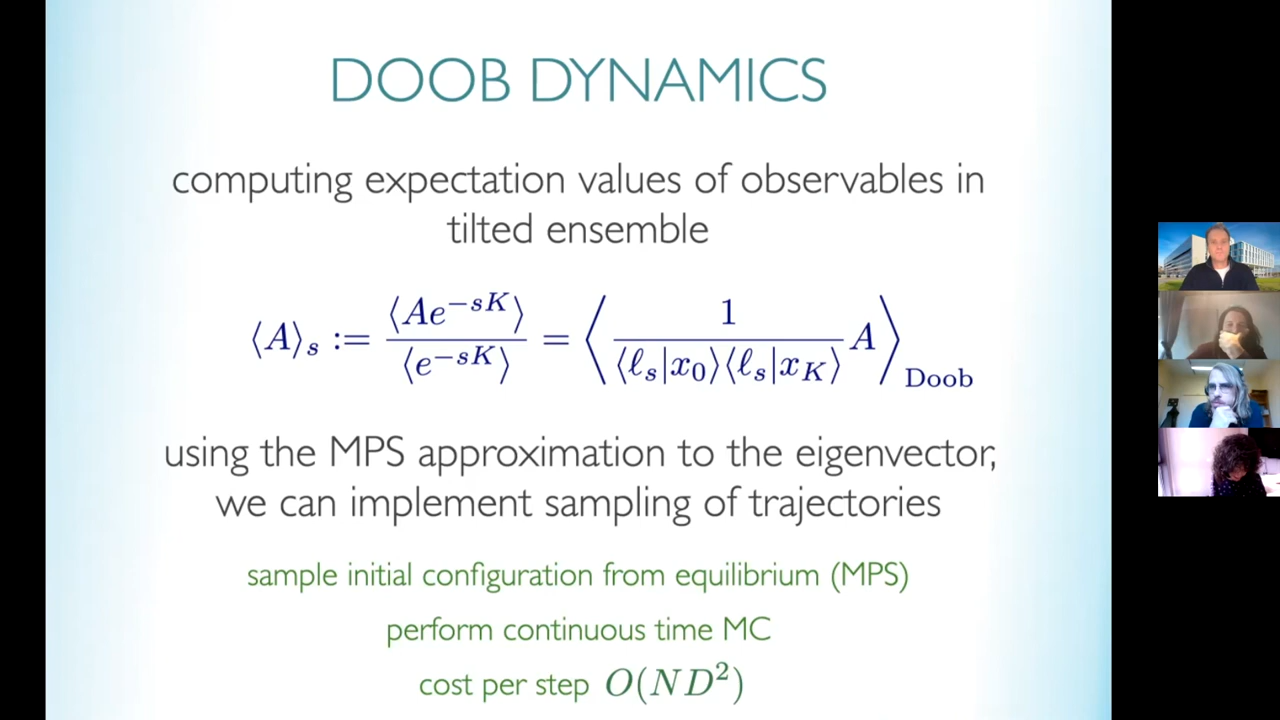 DOOB DYNAMICS
computing expectation values of observables in
tilted ensemble
⟨A⟩_s := ⟨Ae^{−sK}⟩ / ⟨e^{−sK}⟩ = ⟨ 1 / (⟨ℓ_s|x_0⟩⟨ℓ_s|x_K⟩) A ⟩_Doob
using the MPS approximation to the eigenvector,
we can implement sampling of trajectories
sample initial configuration from equilibrium (MPS)
perform continuous time MC
cost per step O(ND^2)